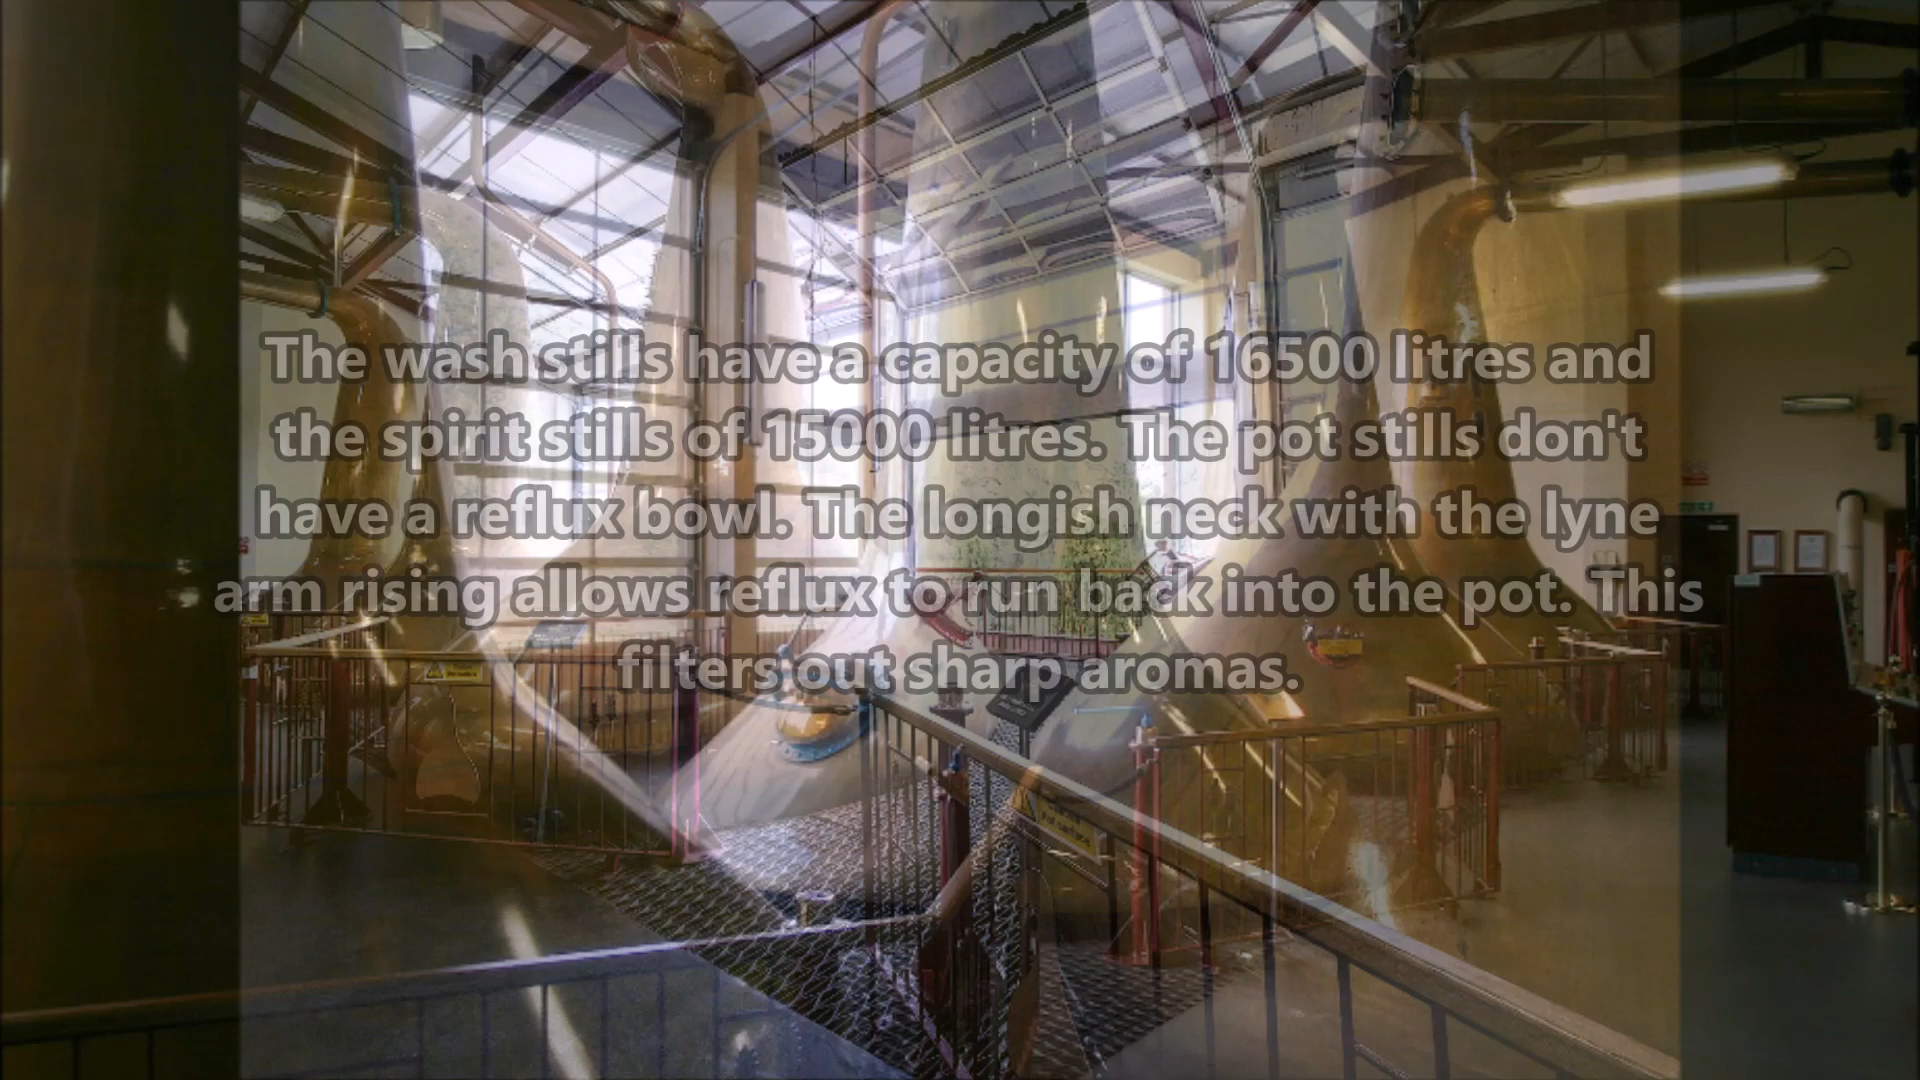 The wash stills have a capacity of 16500 litres and
the spirit stills of 15000 litres. The pot stills don't
have a reflux bowl. The longish neck with the lyne
arm rising allows reflux to run back into the pot. This
filters out sharp aromas.